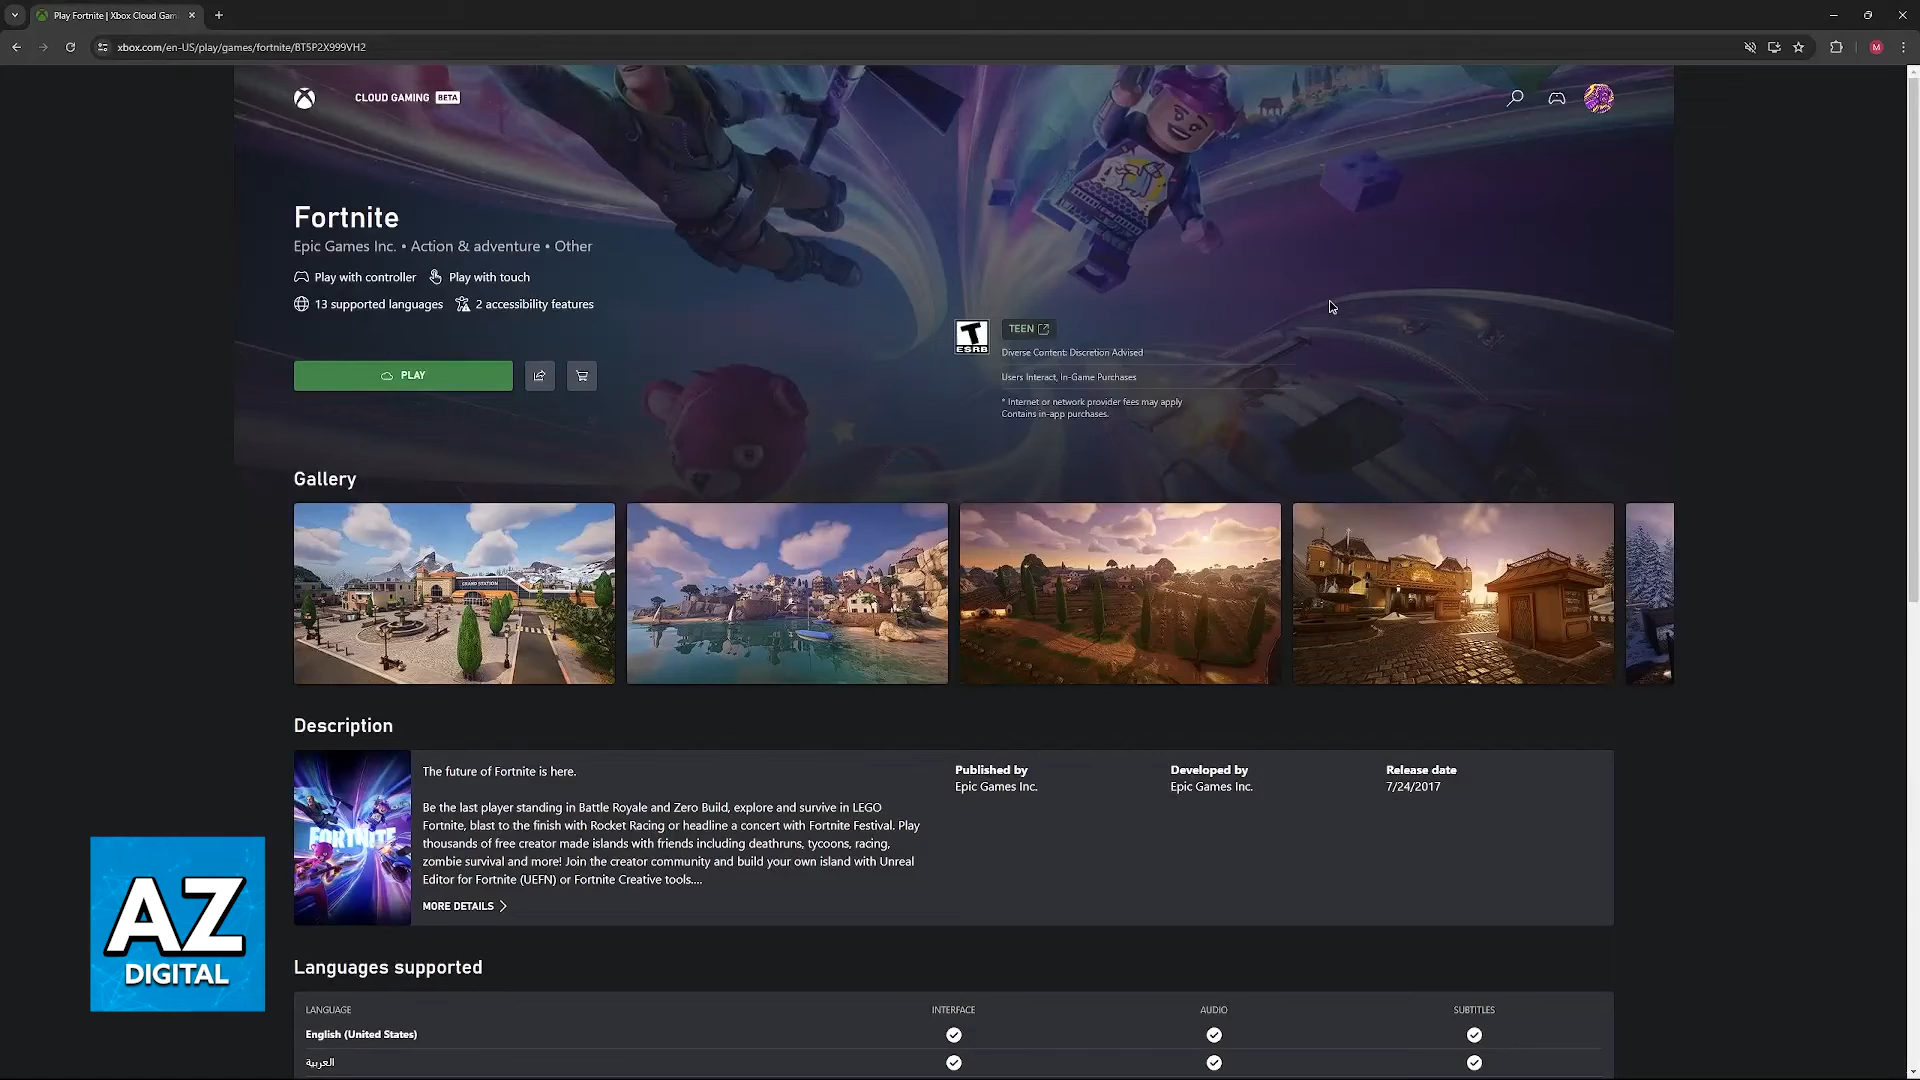 Play Fortnite | Xbox Cloud Gam
xbox.com/en-US/play/games/fortnite/BT5P2X999VH2
M
CLOUD GAMING BETA
Fortnite
Epic Games Inc. • Action & adventure • Other
Play with controller Play with touch
13 supported languages 2 accessibility features
PLAY
T
ESRB
TEEN
Diverse Content: Discretion Advised
Users Interact, In-Game Purchases
* Internet or network provider fees may apply
Contains in-app purchases.
Gallery
GRAND STATION
Description
FORTNITE
The future of Fortnite is here.
Be the last player standing in Battle Royale and Zero Build, explore and survive in LEGO
Fortnite, blast to the finish with Rocket Racing or headline a concert with Fortnite Festival. Play
thousands of free creator made islands with friends including deathruns, tycoons, racing,
zombie survival and more! Join the creator community and build your own island with Unreal
Editor for Fortnite (UEFN) or Fortnite Creative tools....
MORE DETAILS
Published by
Epic Games Inc.
Developed by
Epic Games Inc.
Release date
7/24/2017
AZ
DIGITAL
Languages supported
LANGUAGE INTERFACE AUDIO SUBTITLES
English (United States)
العربية